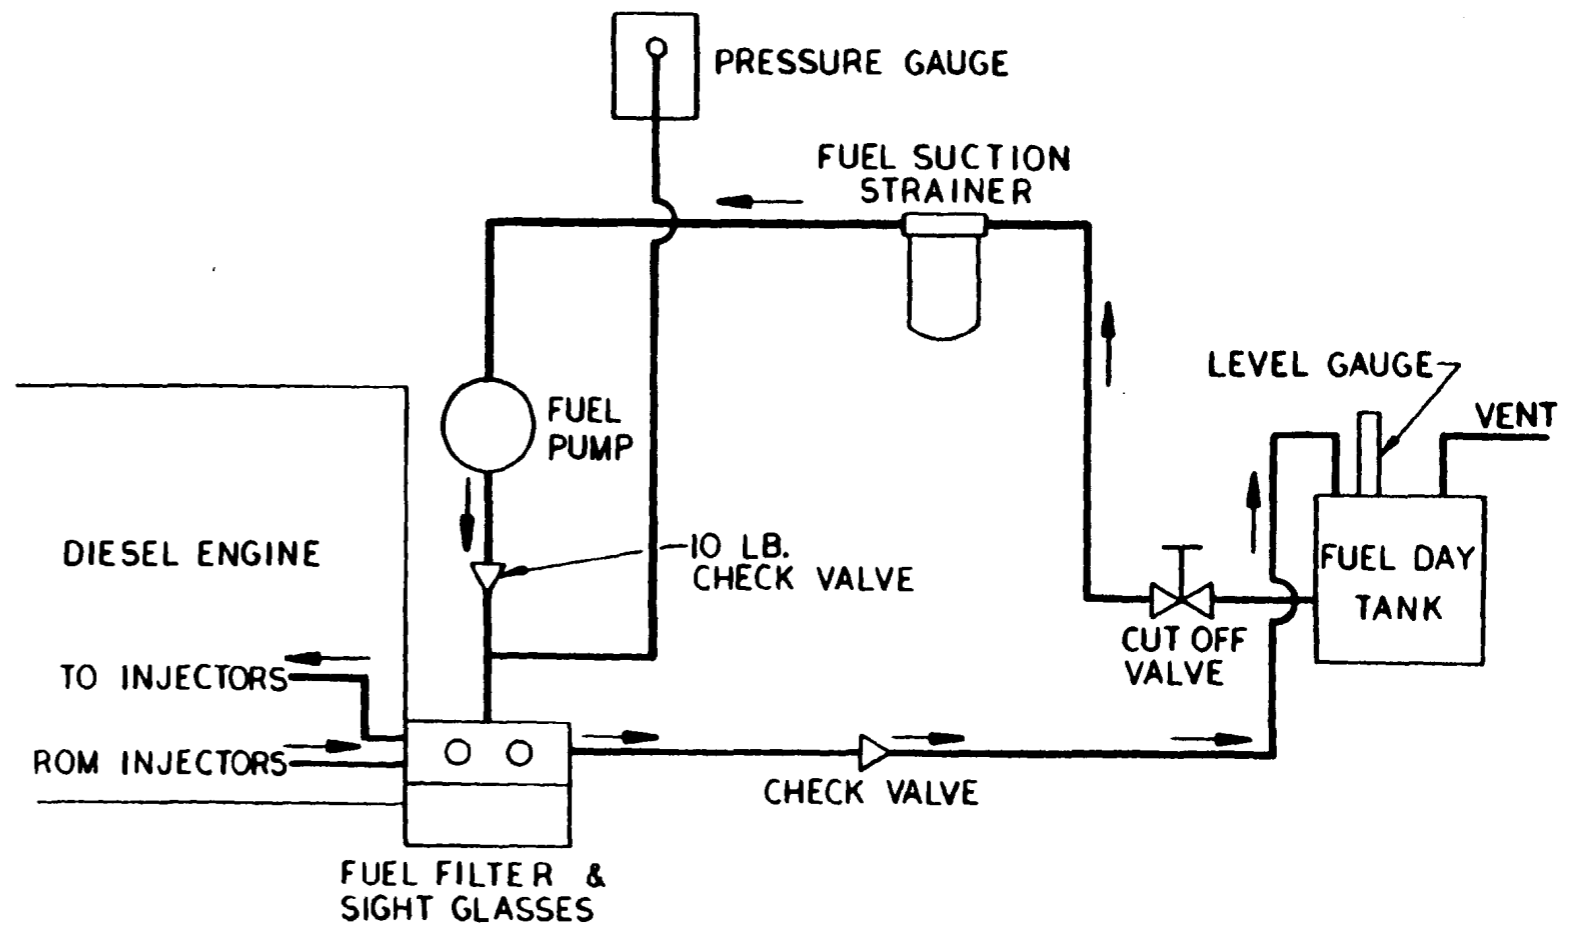 PRESSURE GAUGE
FUEL SUCTION
STRAINER
LEVEL GAUGE
VENT
FUEL
PUMP
DIESEL ENGINE
10 LB.
CHECK VALVE
FUEL DAY
TANK
CUT OFF
VALVE
TO INJECTORS
ROM INJECTORS
CHECK VALVE
FUEL FILTER &
SIGHT GLASSES